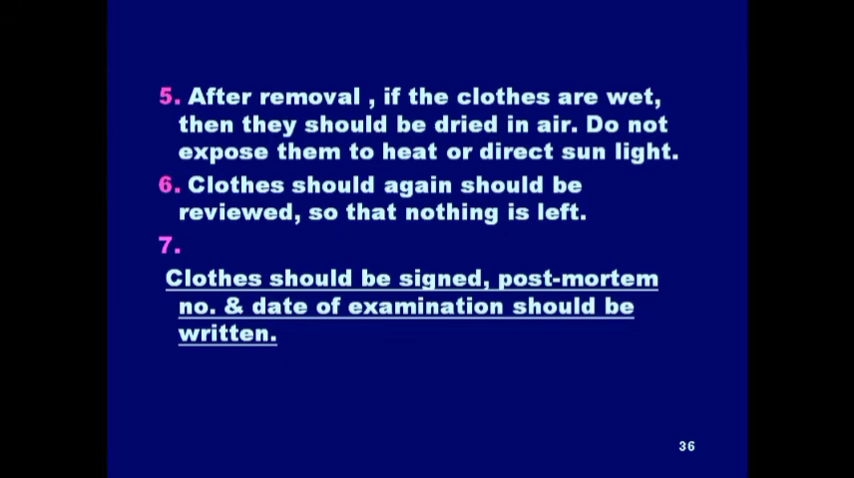 5. After removal , if the clothes are wet,
then they should be dried in air. Do not
expose them to heat or direct sun light.
6. Clothes should again should be
reviewed, so that nothing is left.
7.
Clothes should be signed, post-mortem
no. & date of examination should be
written.
36